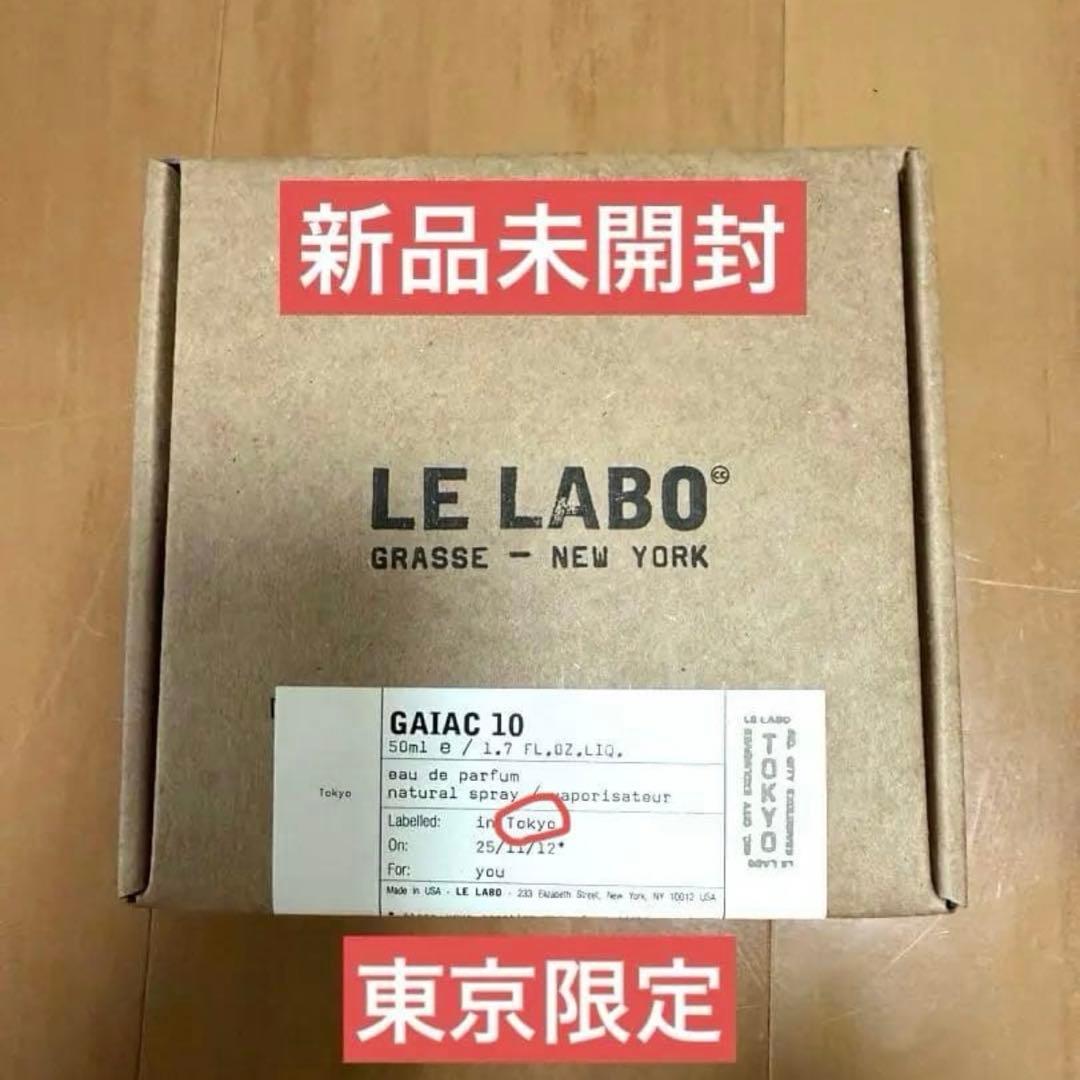 新品未開封
LE LABO
GRASSE — NEW YORK
GAIAC 10
50ml e / 1.7 FL.OZ.LIQ.
eau de parfum
natural spray / vaporisateur
Tokyo
Labelled: in Tokyo
On: 25/11/12*
For: you
Made in USA - LE LABO - 233 Elizabeth Street, New York, NY 10012 USA
LE LABO
TOKYO
東京限定